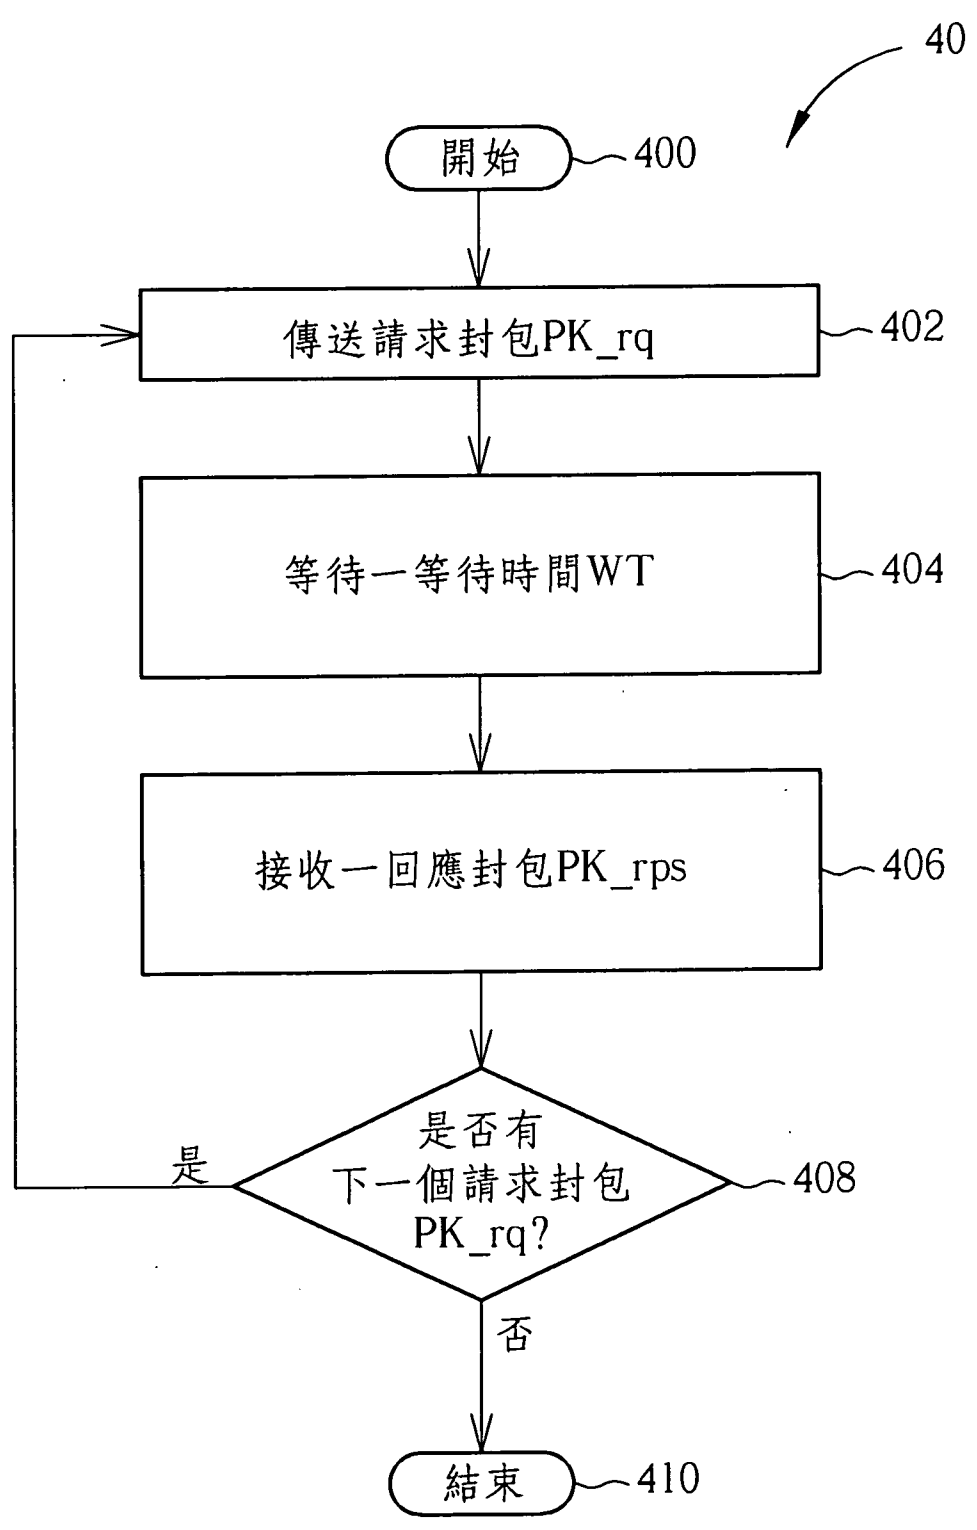 40
開始 400
傳送請求封包PK_rq 402
等待一等待時間WT 404
接收一回應封包PK_rps 406
是否有
下一個請求封包
PK_rq?
408
是
否
結束 410